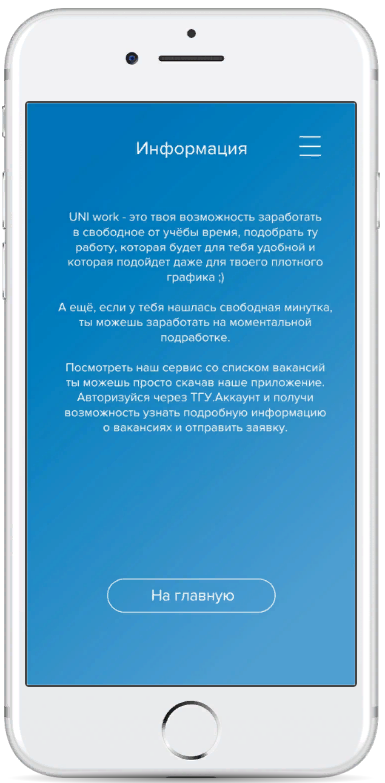 Информация
UNI work - это твоя возможность заработать
в свободное от учёбы время, подобрать ту
работу, которая будет для тебя удобной и
которая подойдет даже для твоего плотного
графика ;)
А ещё, если у тебя нашлась свободная минутка,
ты можешь заработать на моментальной
подработке.
Посмотреть наш сервис со списком вакансий
ты можешь просто скачав наше приложение.
Авторизуйся через ТГУ.Аккаунт и получи
возможность узнать подробную информацию
о вакансиях и отправить заявку.
На главную